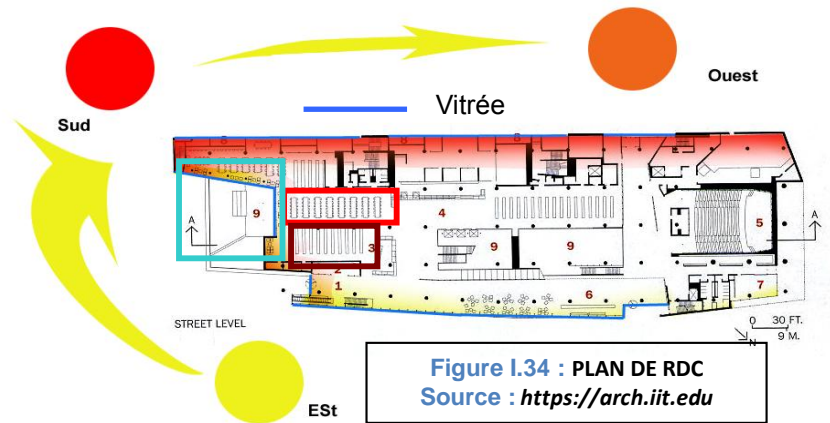 Ouest
Sud
Vitrée
A
9
4
5
A
3
9
9
2
1
6
7
STREET LEVEL
0 30 FT.
9 M.
N
ESt
Figure I.34 : PLAN DE RDC
Source : https://arch.iit.edu